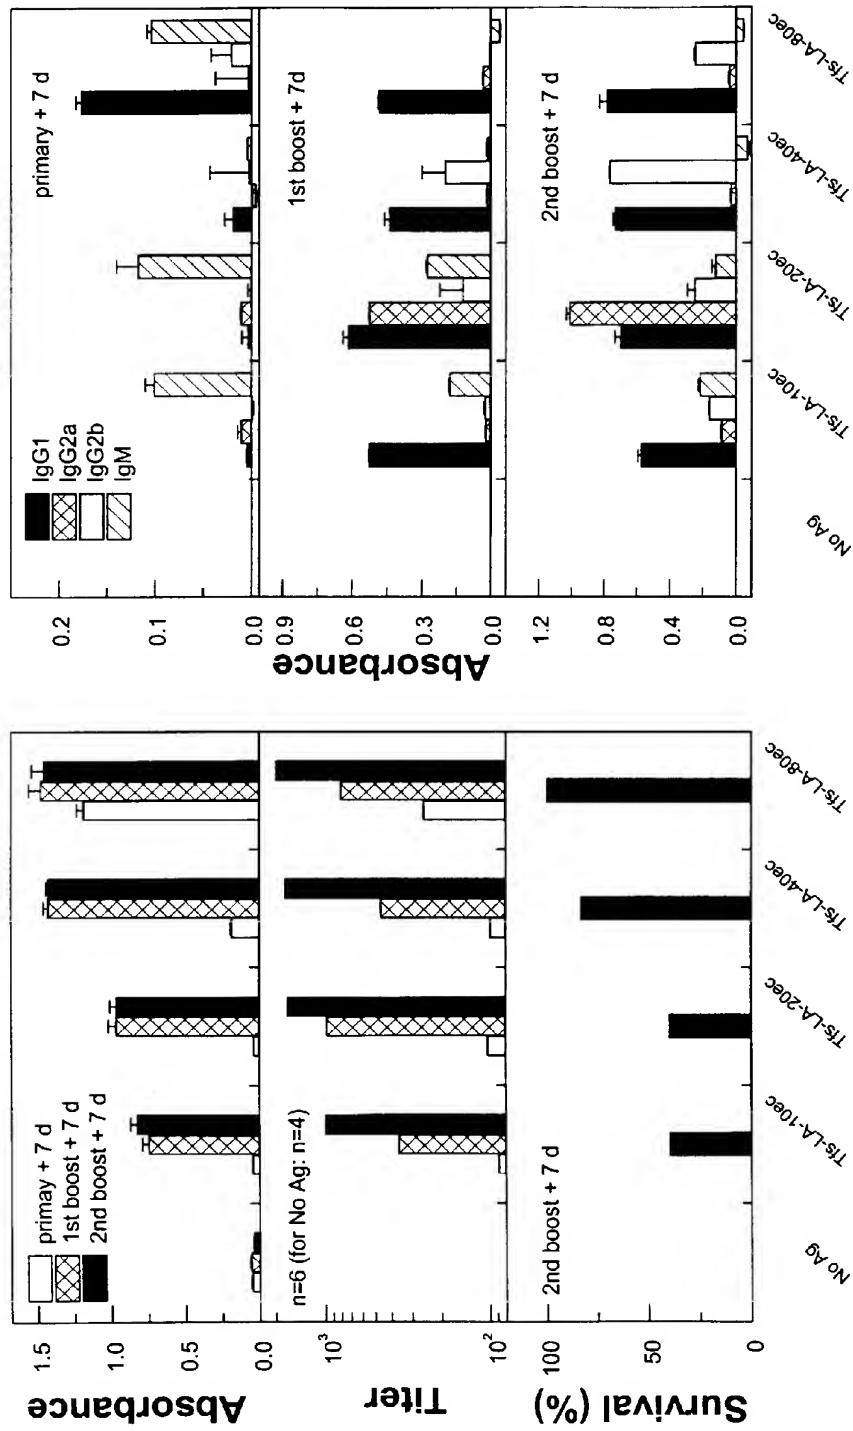 Absorbance
1.5
1.0
0.5
0.0
primay + 7 d
1st boost + 7 d
2nd boost + 7 d
Titer
10³
10²
n=6 (for No Ag: n=4)
Survival (%)
100
50
0
2nd boost + 7 d
No Ag
Tfs-LA-10ec
Tfs-LA-20ec
Tfs-LA-40ec
Tfs-LA-80ec
Absorbance
0.2
0.1
0.0
IgG1
IgG2a
IgG2b
IgM
primary + 7 d
0.9
0.6
0.3
0.0
1st boost + 7d
1.2
0.8
0.4
0.0
2nd boost + 7 d
No Ag
Tfs-LA-10ec
Tfs-LA-20ec
Tfs-LA-40ec
Tfs-LA-80ec